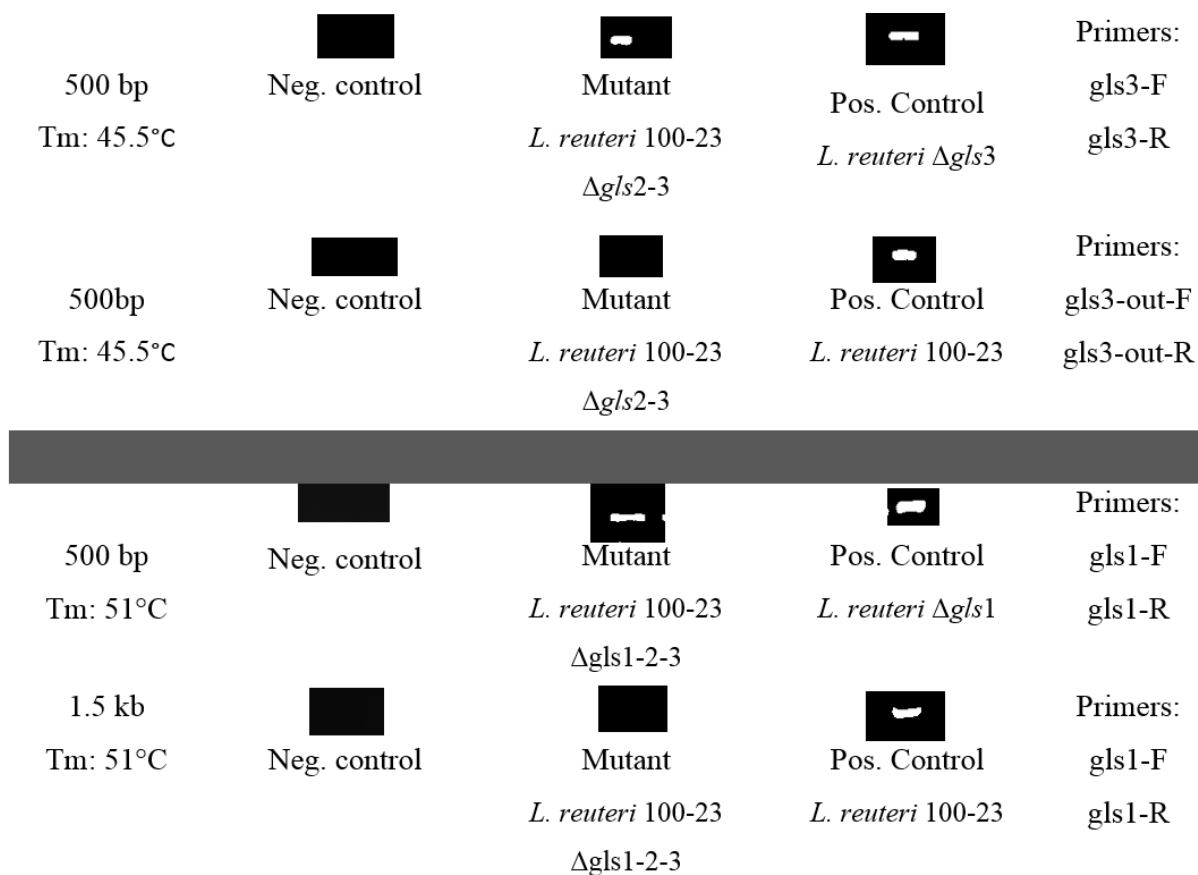 Primers:
500 bp Neg. control Mutant Pos. Control gls3-F
Tm: 45.5°C L. reuteri 100-23 L. reuteri Δgls3 gls3-R
Δgls2-3
Primers:
500bp Neg. control Mutant Pos. Control gls3-out-F
Tm: 45.5°C L. reuteri 100-23 L. reuteri 100-23 gls3-out-R
Δgls2-3
Primers:
500 bp Neg. control Mutant Pos. Control gls1-F
Tm: 51°C L. reuteri 100-23 L. reuteri Δgls1 gls1-R
Δgls1-2-3
1.5 kb Primers:
Tm: 51°C Neg. control Mutant Pos. Control gls1-F
L. reuteri 100-23 L. reuteri 100-23 gls1-R
Δgls1-2-3